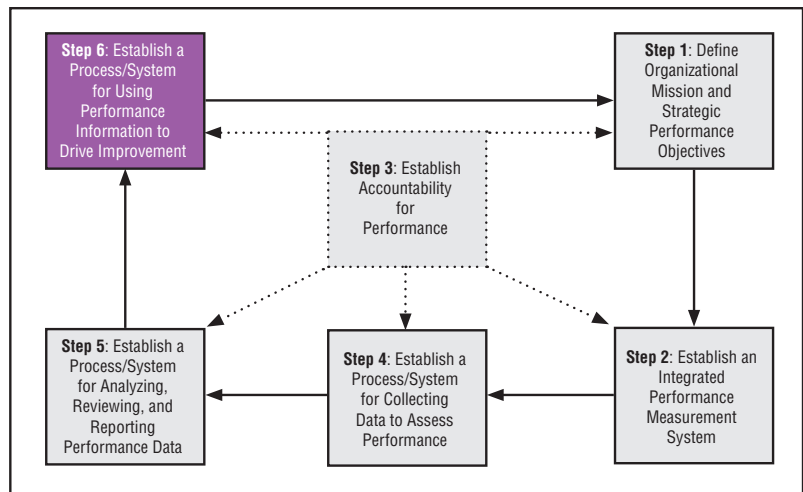 Step 6: Establish a
Process/System
for Using
Performance
Information to
Drive Improvement
Step 1: Define
Organizational
Mission and
Strategic
Performance
Objectives
Step 3: Establish
Accountability
for
Performance
Step 5: Establish a
Process/System
for Analyzing,
Reviewing, and
Reporting
Performance Data
Step 4: Establish a
Process/System
for Collecting
Data to Assess
Performance
Step 2: Establish an
Integrated
Performance
Measurement
System